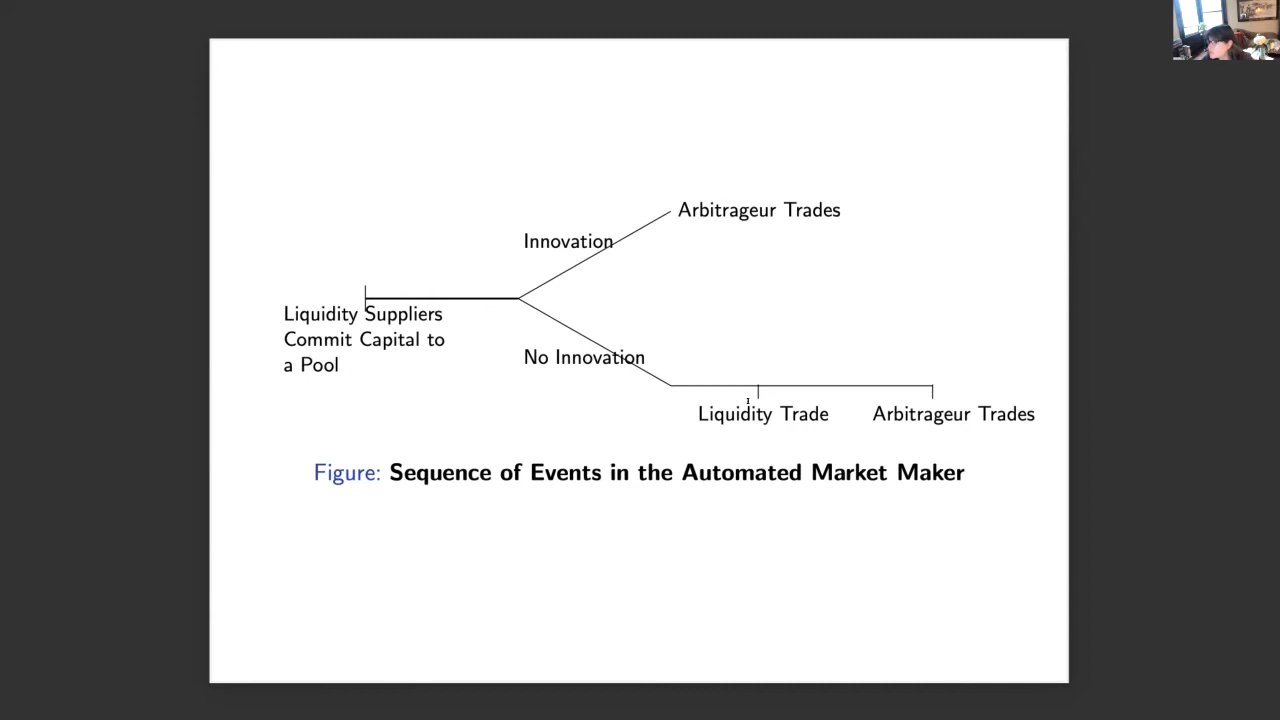 Arbitrageur Trades
Innovation
Liquidity Suppliers
Commit Capital to
a Pool
No Innovation
Liquidity Trade
Arbitrageur Trades
Figure: Sequence of Events in the Automated Market Maker